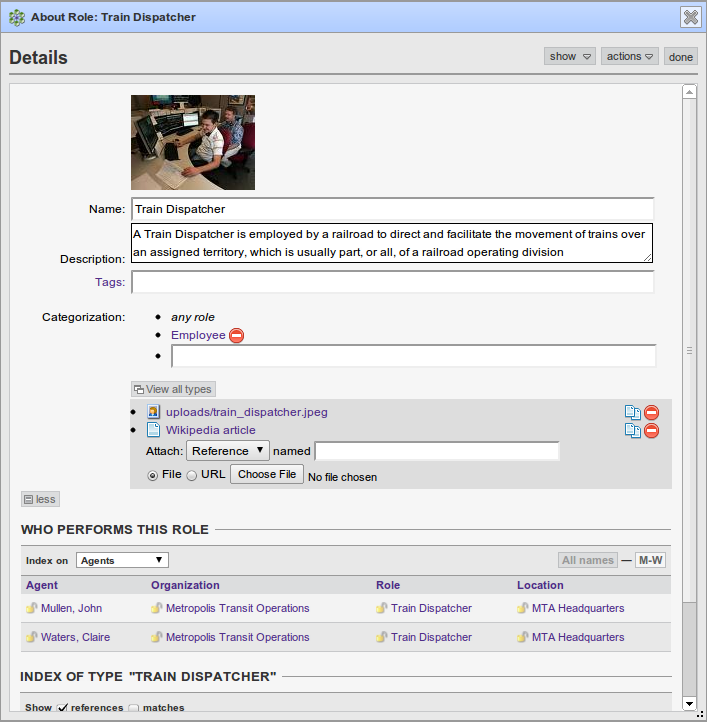 About Role: Train Dispatcher
Details
show actions done
Name: Train Dispatcher
A Train Dispatcher is employed by a railroad to direct and facilitate the movement of trains over
an assigned territory, which is usually part, or all, of a railroad operating division
Description:
Tags:
Categorization: any role
Employee
View all types
uploads/train_dispatcher.jpeg
Wikipedia article
Attach: Reference named
File URL Choose File No file chosen
less
WHO PERFORMS THIS ROLE
Index on Agents All names — M-W
Agent Organization Role Location
Mullen, John Metropolis Transit Operations Train Dispatcher MTA Headquarters
Waters, Claire Metropolis Transit Operations Train Dispatcher MTA Headquarters
INDEX OF TYPE "TRAIN DISPATCHER"
Show references matches